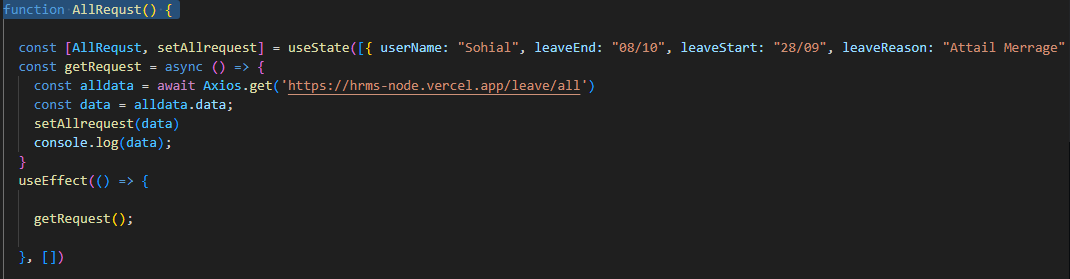 function AllRequst() {
const [AllRequst, setAllrequest] = useState([{ userName: "Sohial", leaveEnd: "08/10", leaveStart: "28/09", leaveReason: "Attail Merrage"
const getRequest = async () => {
const alldata = await Axios.get('https://hrms-node.vercel.app/leave/all')
const data = alldata.data;
setAllrequest(data)
console.log(data);
}
useEffect(() => {
getRequest();
}, [])